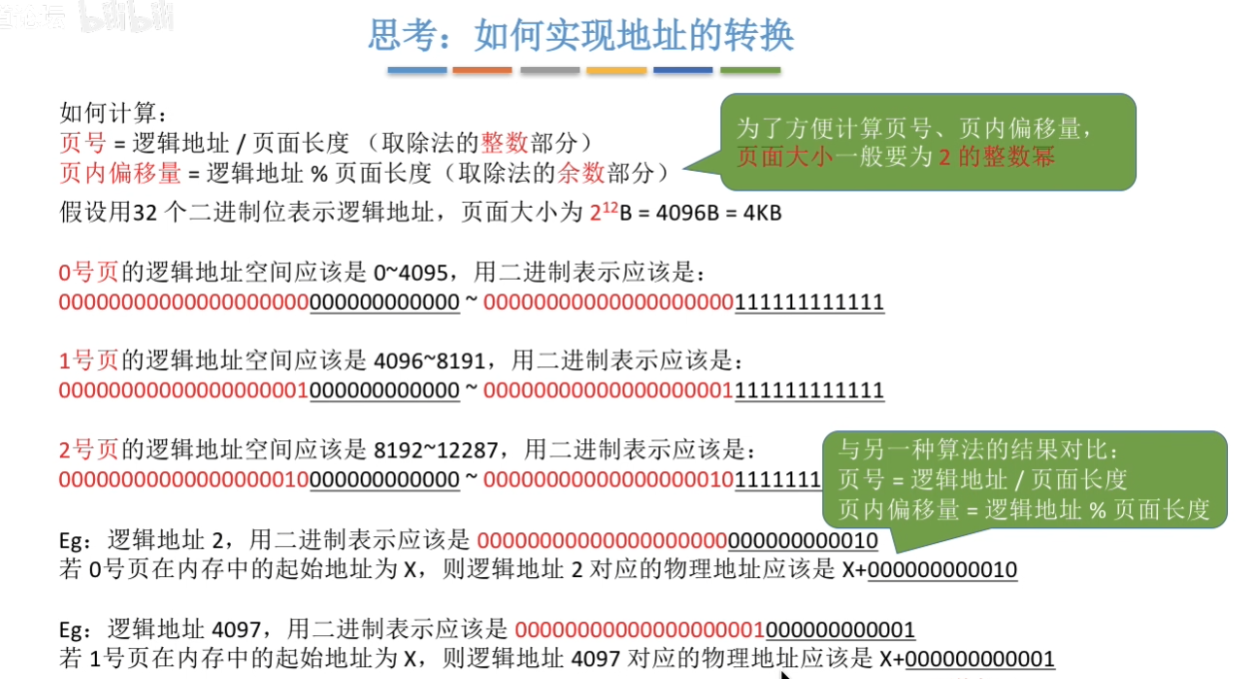 bilibili
思考：如何实现地址的转换
如何计算：
页号 = 逻辑地址 / 页面长度 （取除法的整数部分）
页内偏移量 = 逻辑地址 % 页面长度（取除法的余数部分）
为了方便计算页号、页内偏移量，
页面大小一般要为 2 的整数幂
假设用32 个二进制位表示逻辑地址，页面大小为 2¹²B = 4096B = 4KB
0号页的逻辑地址空间应该是 0~4095，用二进制表示应该是：
00000000000000000000000000000000 ~ 00000000000000000000111111111111
1号页的逻辑地址空间应该是 4096~8191，用二进制表示应该是：
00000000000000000001000000000000 ~ 00000000000000000001111111111111
2号页的逻辑地址空间应该是 8192~12287，用二进制表示应该是：
00000000000000000010000000000000 ~ 000000000000000000101111111
与另一种算法的结果对比：
页号 = 逻辑地址 / 页面长度
页内偏移量 = 逻辑地址 % 页面长度
Eg：逻辑地址 2，用二进制表示应该是 00000000000000000000000000000010
若 0号页在内存中的起始地址为 X，则逻辑地址 2 对应的物理地址应该是 X+000000000010
Eg：逻辑地址 4097，用二进制表示应该是 00000000000000000001000000000001
若 1号页在内存中的起始地址为 X，则逻辑地址 4097 对应的物理地址应该是 X+000000000001